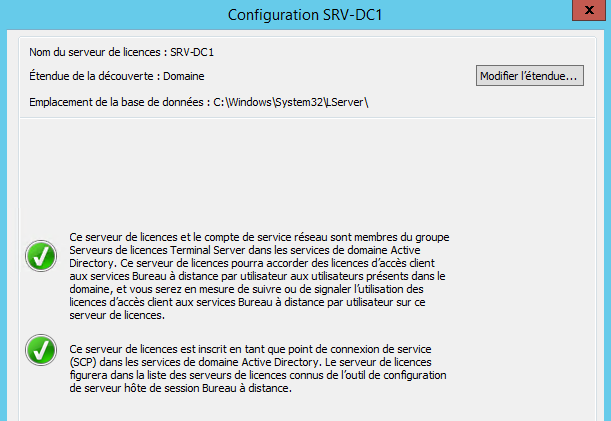 Configuration SRV-DC1
x
Nom du serveur de licences : SRV-DC1
Étendue de la découverte : Domaine
Modifier l'étendue...
Emplacement de la base de données : C:\Windows\System32\LServer\
Ce serveur de licences et le compte de service réseau sont membres du groupe
Serveurs de licences Terminal Server dans les services de domaine Active
Directory. Ce serveur de licences pourra accorder des licences d'accès client
aux services Bureau à distance par utilisateur aux utilisateurs présents dans le
domaine, et vous serez en mesure de suivre ou de signaler l'utilisation des
licences d'accès client aux services Bureau à distance par utilisateur sur ce
serveur de licences.
Ce serveur de licences est inscrit en tant que point de connexion de service
(SCP) dans les services de domaine Active Directory. Le serveur de licences
figurera dans la liste des serveurs de licences connus de l'outil de configuration
de serveur hôte de session Bureau à distance.